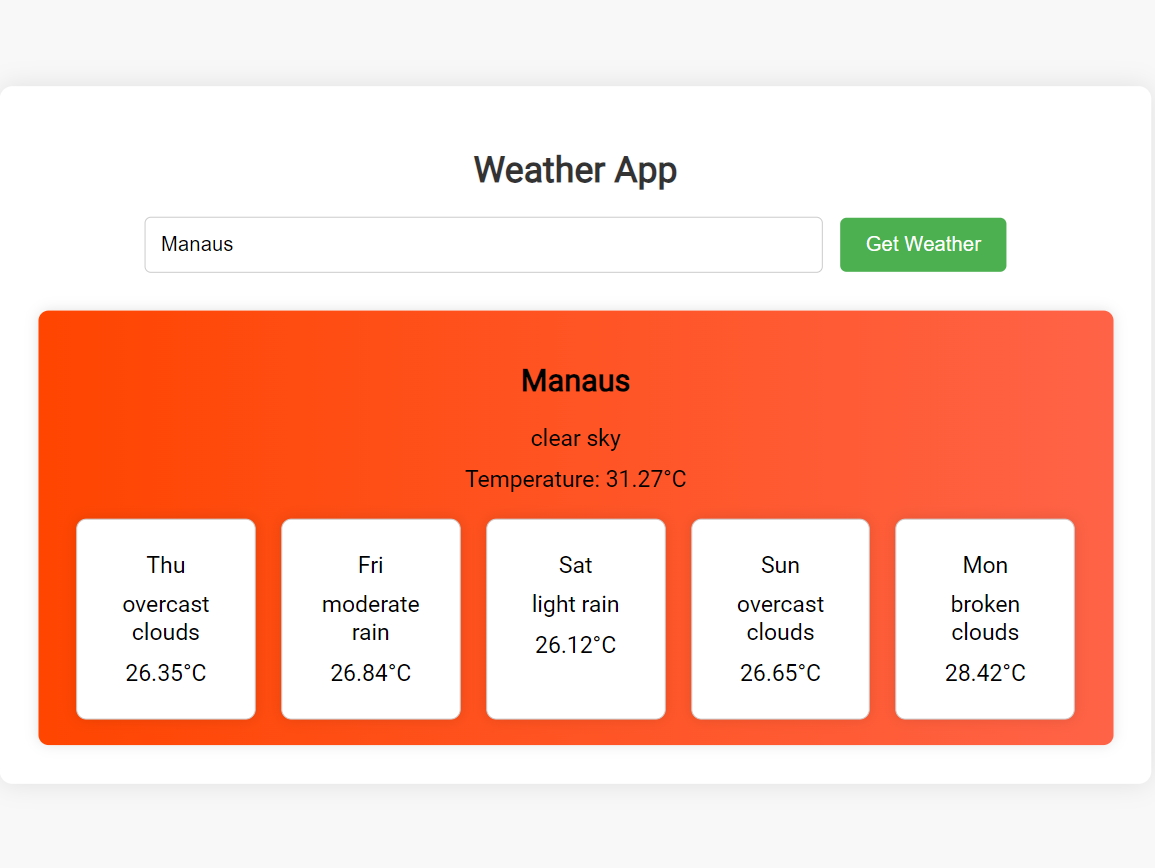 Weather App
Manaus
Get Weather
Manaus
clear sky
Temperature: 31.27°C
Thu
overcast
clouds
26.35°C
Fri
moderate
rain
26.84°C
Sat
light rain
26.12°C
Sun
overcast
clouds
26.65°C
Mon
broken
clouds
28.42°C